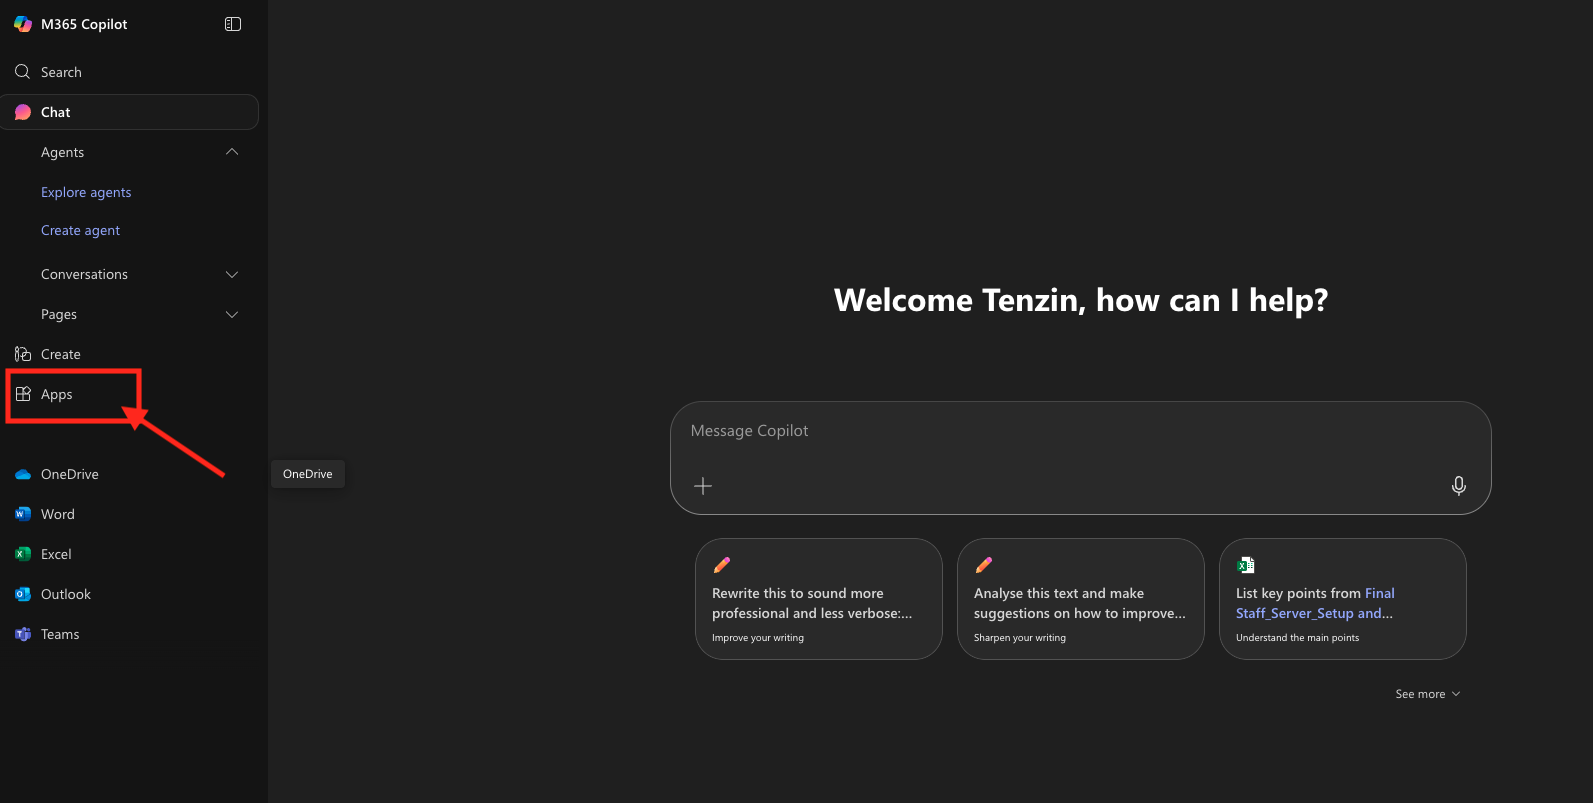 M365 Copilot
Search
Chat
Agents
Explore agents
Create agent
Conversations
Pages
Create
Apps
OneDrive
Word
Excel
Outlook
Teams
OneDrive
Welcome Tenzin, how can I help?
Message Copilot
Rewrite this to sound more
professional and less verbose:...
Improve your writing
Analyse this text and make
suggestions on how to improve...
Sharpen your writing
List key points from Final
Staff_Server_Setup and...
Understand the main points
See more